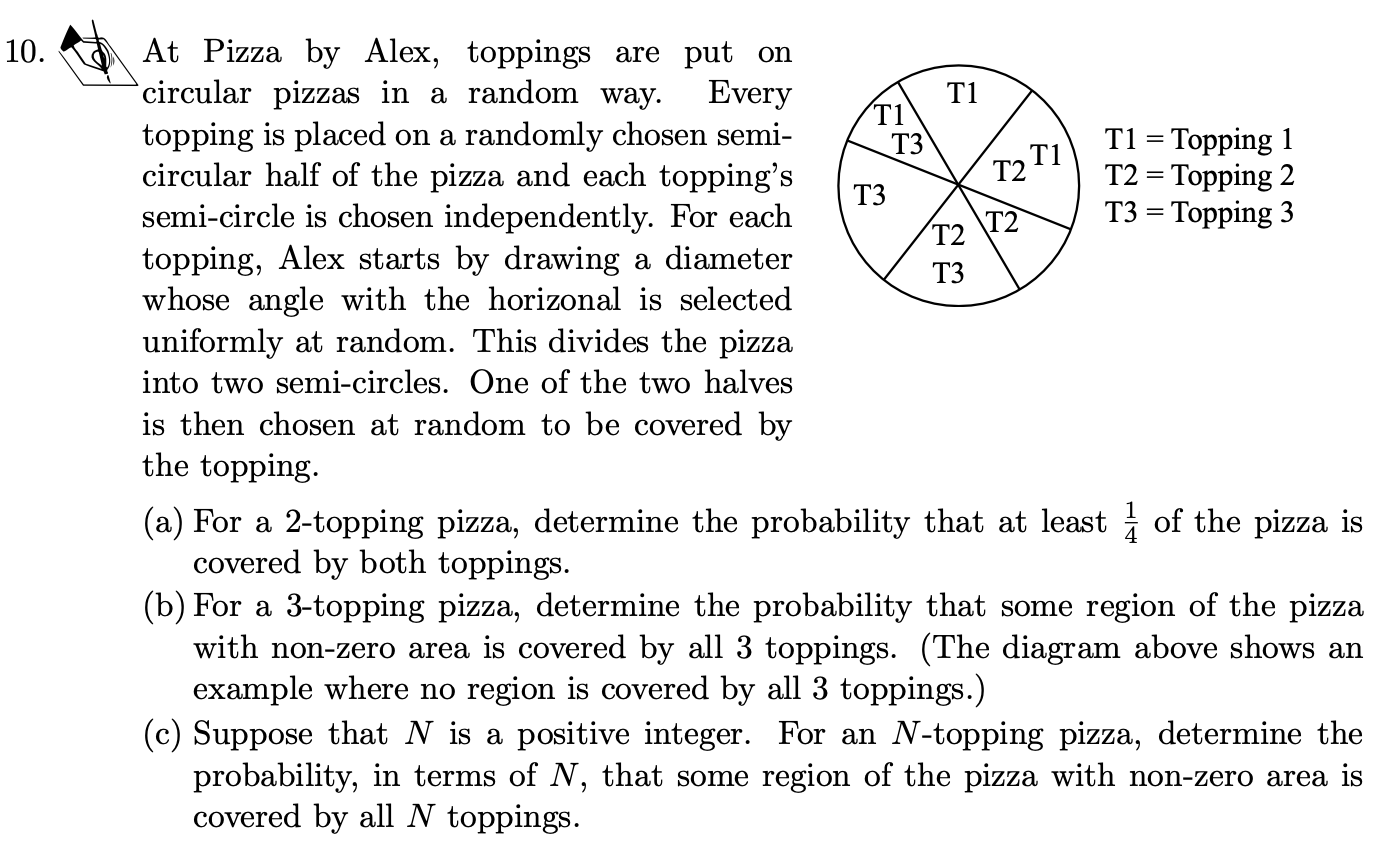 10. At Pizza by Alex, toppings are put on
circular pizzas in a random way. Every
topping is placed on a randomly chosen semi-
circular half of the pizza and each topping's
semi-circle is chosen independently. For each
topping, Alex starts by drawing a diameter
whose angle with the horizonal is selected
uniformly at random. This divides the pizza
into two semi-circles. One of the two halves
is then chosen at random to be covered by
the topping.
T1
T1
T3
T2 T1
T3
T2
T2
T3
T1 = Topping 1
T2 = Topping 2
T3 = Topping 3
(a) For a 2-topping pizza, determine the probability that at least 1/4 of the pizza is
covered by both toppings.
(b) For a 3-topping pizza, determine the probability that some region of the pizza
with non-zero area is covered by all 3 toppings. (The diagram above shows an
example where no region is covered by all 3 toppings.)
(c) Suppose that N is a positive integer. For an N-topping pizza, determine the
probability, in terms of N, that some region of the pizza with non-zero area is
covered by all N toppings.